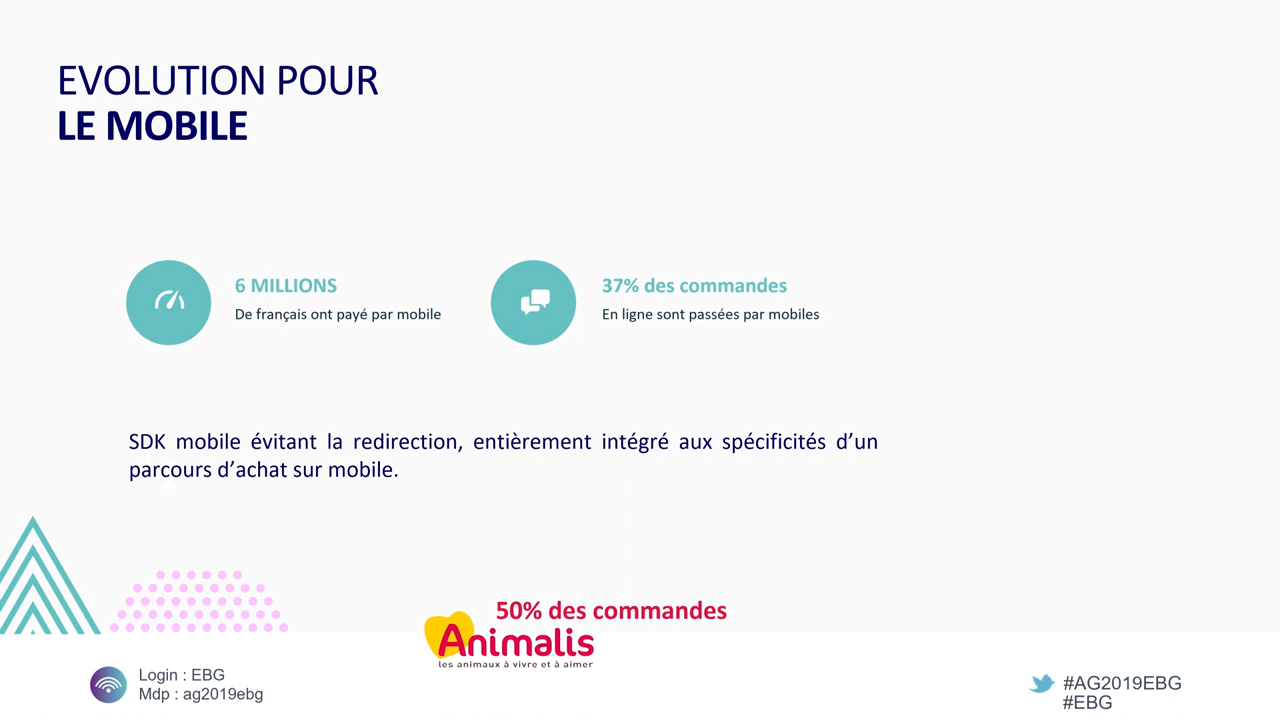 EVOLUTION POUR
LE MOBILE
6 MILLIONS
De français ont payé par mobile
37% des commandes
En ligne sont passées par mobiles
SDK mobile évitant la redirection, entièrement intégré aux spécificités d’un
parcours d’achat sur mobile.
50% des commandes
Animalis
les animaux à vivre et à aimer
Login : EBG
Mdp : ag2019ebg
#AG2019EBG
#EBG